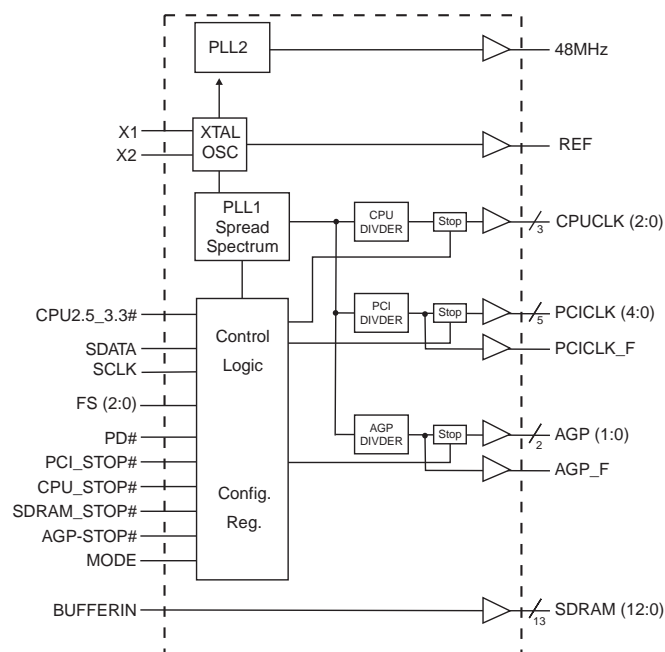 PLL2
48MHz
X1
X2
XTAL
OSC
REF
PLL1
Spread
Spectrum
CPU
DIVDER
Stop
3
CPUCLK (2:0)
CPU2.5_3.3#
SDATA
SCLK
FS (2:0)
PD#
PCI_STOP#
CPU_STOP#
SDRAM_STOP#
AGP-STOP#
MODE
Control
Logic
Config.
Reg.
PCI
DIVDER
Stop
5
PCICLK (4:0)
PCICLK_F
AGP
DIVDER
Stop
2
AGP (1:0)
AGP_F
BUFFERIN
13
SDRAM (12:0)